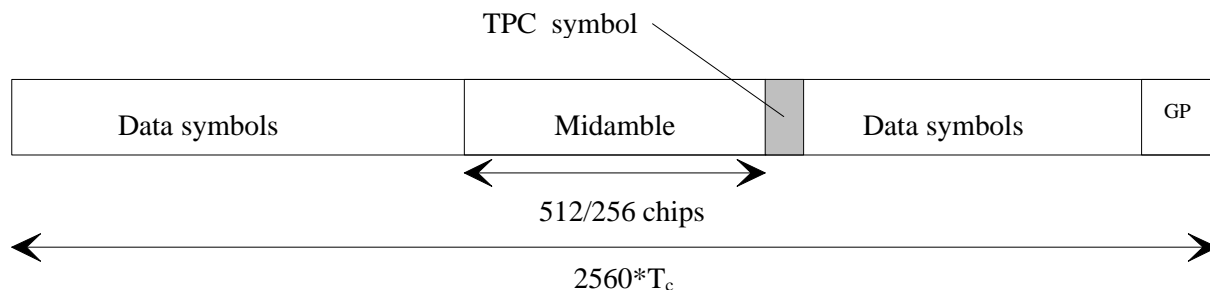 TPC symbol
Data symbols Midamble Data symbols GP
512/256 chips
2560*Tc